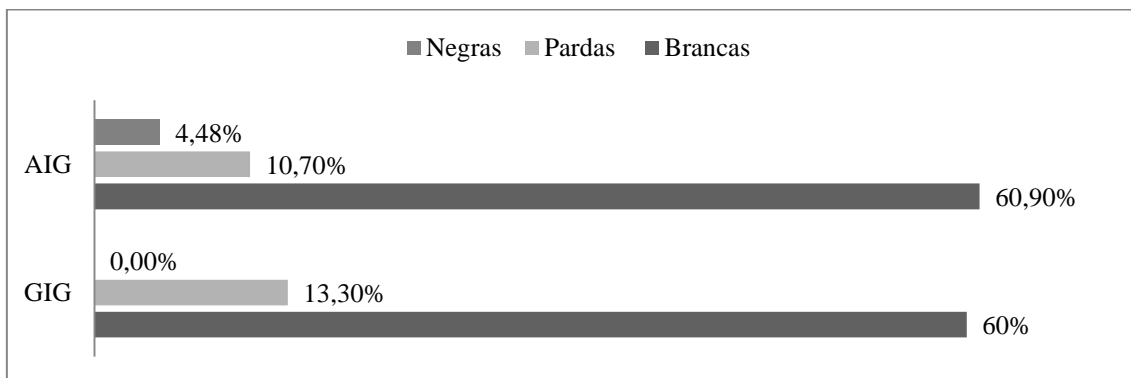 Negras Pardas Brancas
4,48%
AIG 10,70%
60,90%
0,00%
GIG 13,30%
60%